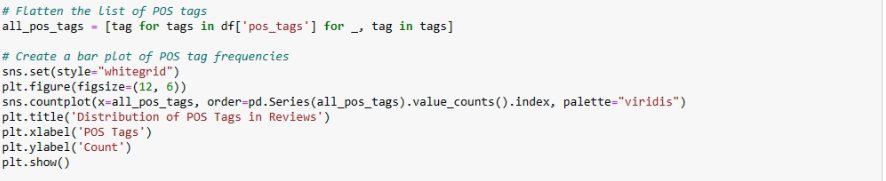 # Flatten the list of POS tags
all_pos_tags = [tag for tags in df['pos_tags'] for _, tag in tags]
# Create a bar plot of POS tag frequencies
sns.set(style="whitegrid")
plt.figure(figsize=(12, 6))
sns.countplot(x=all_pos_tags, order=pd.Series(all_pos_tags).value_counts().index, palette="viridis")
plt.title('Distribution of POS Tags in Reviews')
plt.xlabel('POS Tags')
plt.ylabel('Count')
plt.show()